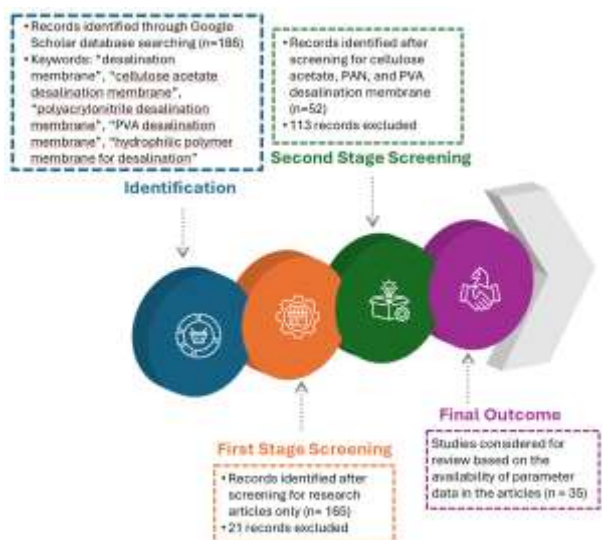 • Records identified through Google
Scholar database searching (n=186)
• Keywords: "desalination
membrane", "cellulose acetate
desalination membrane",
"polyacrylonitrile desalination
membrane", "PVA desalination
membrane", "hydrophilic polymer
membrane for desalination"
Identification
• Records identified after
screening for cellulose
acetate, PAN, and PVA
desalination membrane
(n=52)
• 113 records excluded
Second Stage Screening
First Stage Screening
• Records identified after
screening for research
articles only (n= 165)
• 21 records excluded
Final Outcome
Studies considered for
review based on the
availability of parameter
data in the articles (n = 35)